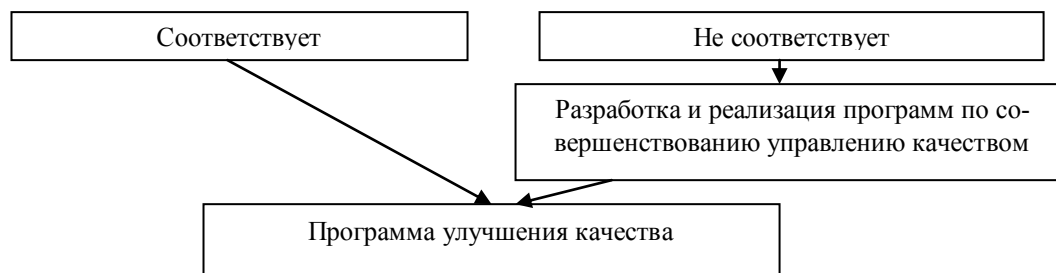 Соответствует
Не соответствует
Разработка и реализация программ по со-
вершенствованию управлению качеством
Программа улучшения качества